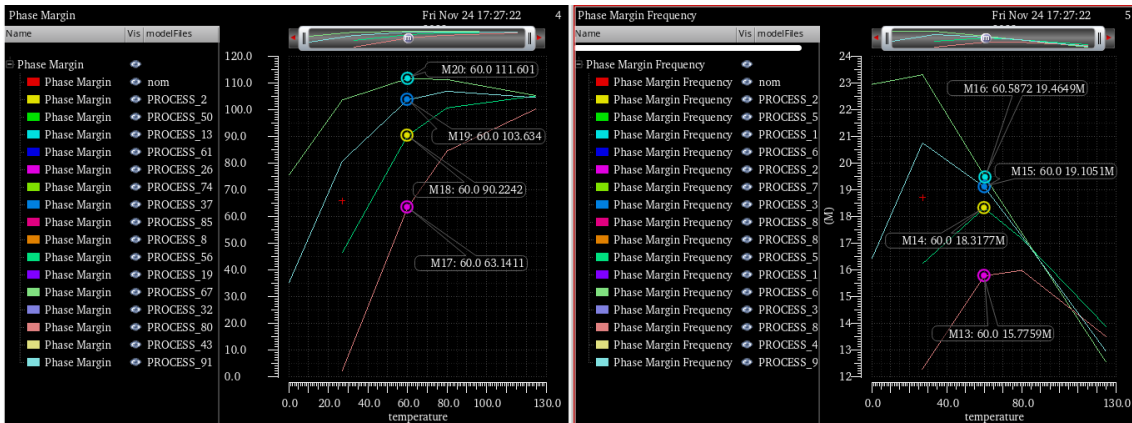 Phase Margin Fri Nov 24 17:27:22 4
Name Vis modelFiles
Phase Margin
Phase Margin nom
Phase Margin PROCESS_2
Phase Margin PROCESS_50
Phase Margin PROCESS_13
Phase Margin PROCESS_61
Phase Margin PROCESS_26
Phase Margin PROCESS_74
Phase Margin PROCESS_37
Phase Margin PROCESS_85
Phase Margin PROCESS_8
Phase Margin PROCESS_56
Phase Margin PROCESS_19
Phase Margin PROCESS_67
Phase Margin PROCESS_32
Phase Margin PROCESS_80
Phase Margin PROCESS_43
Phase Margin PROCESS_91
120.0
110.0
100.0
90.0
80.0
70.0
60.0
50.0
40.0
30.0
20.0
10.0
0.0
M20: 60.0 111.601
M19: 60.0 103.634
M18: 60.0 90.2242
M17: 60.0 63.1411
0.0 20.0 40.0 60.0 80.0 100.0 130.0
temperature
Phase Margin Frequency Fri Nov 24 17:27:22 5
Name Vis modelFiles
Phase Margin Frequency
Phase Margin Frequency nom
Phase Margin Frequency PROCESS_2
Phase Margin Frequency PROCESS_5
Phase Margin Frequency PROCESS_1
Phase Margin Frequency PROCESS_6
Phase Margin Frequency PROCESS_2
Phase Margin Frequency PROCESS_7
Phase Margin Frequency PROCESS_3
Phase Margin Frequency PROCESS_8
Phase Margin Frequency PROCESS_8
Phase Margin Frequency PROCESS_5
Phase Margin Frequency PROCESS_1
Phase Margin Frequency PROCESS_6
Phase Margin Frequency PROCESS_3
Phase Margin Frequency PROCESS_8
Phase Margin Frequency PROCESS_4
Phase Margin Frequency PROCESS_9
(M)
24
23
22
21
20
19
18
17
16
15
14
13
12
M16: 60.5872 19.4649M
M15: 60.0 19.1051M
M14: 60.0 18.3177M
M13: 60.0 15.7759M
0.0 20.0 40.0 60.0 80.0 100.0 130.0
temperature